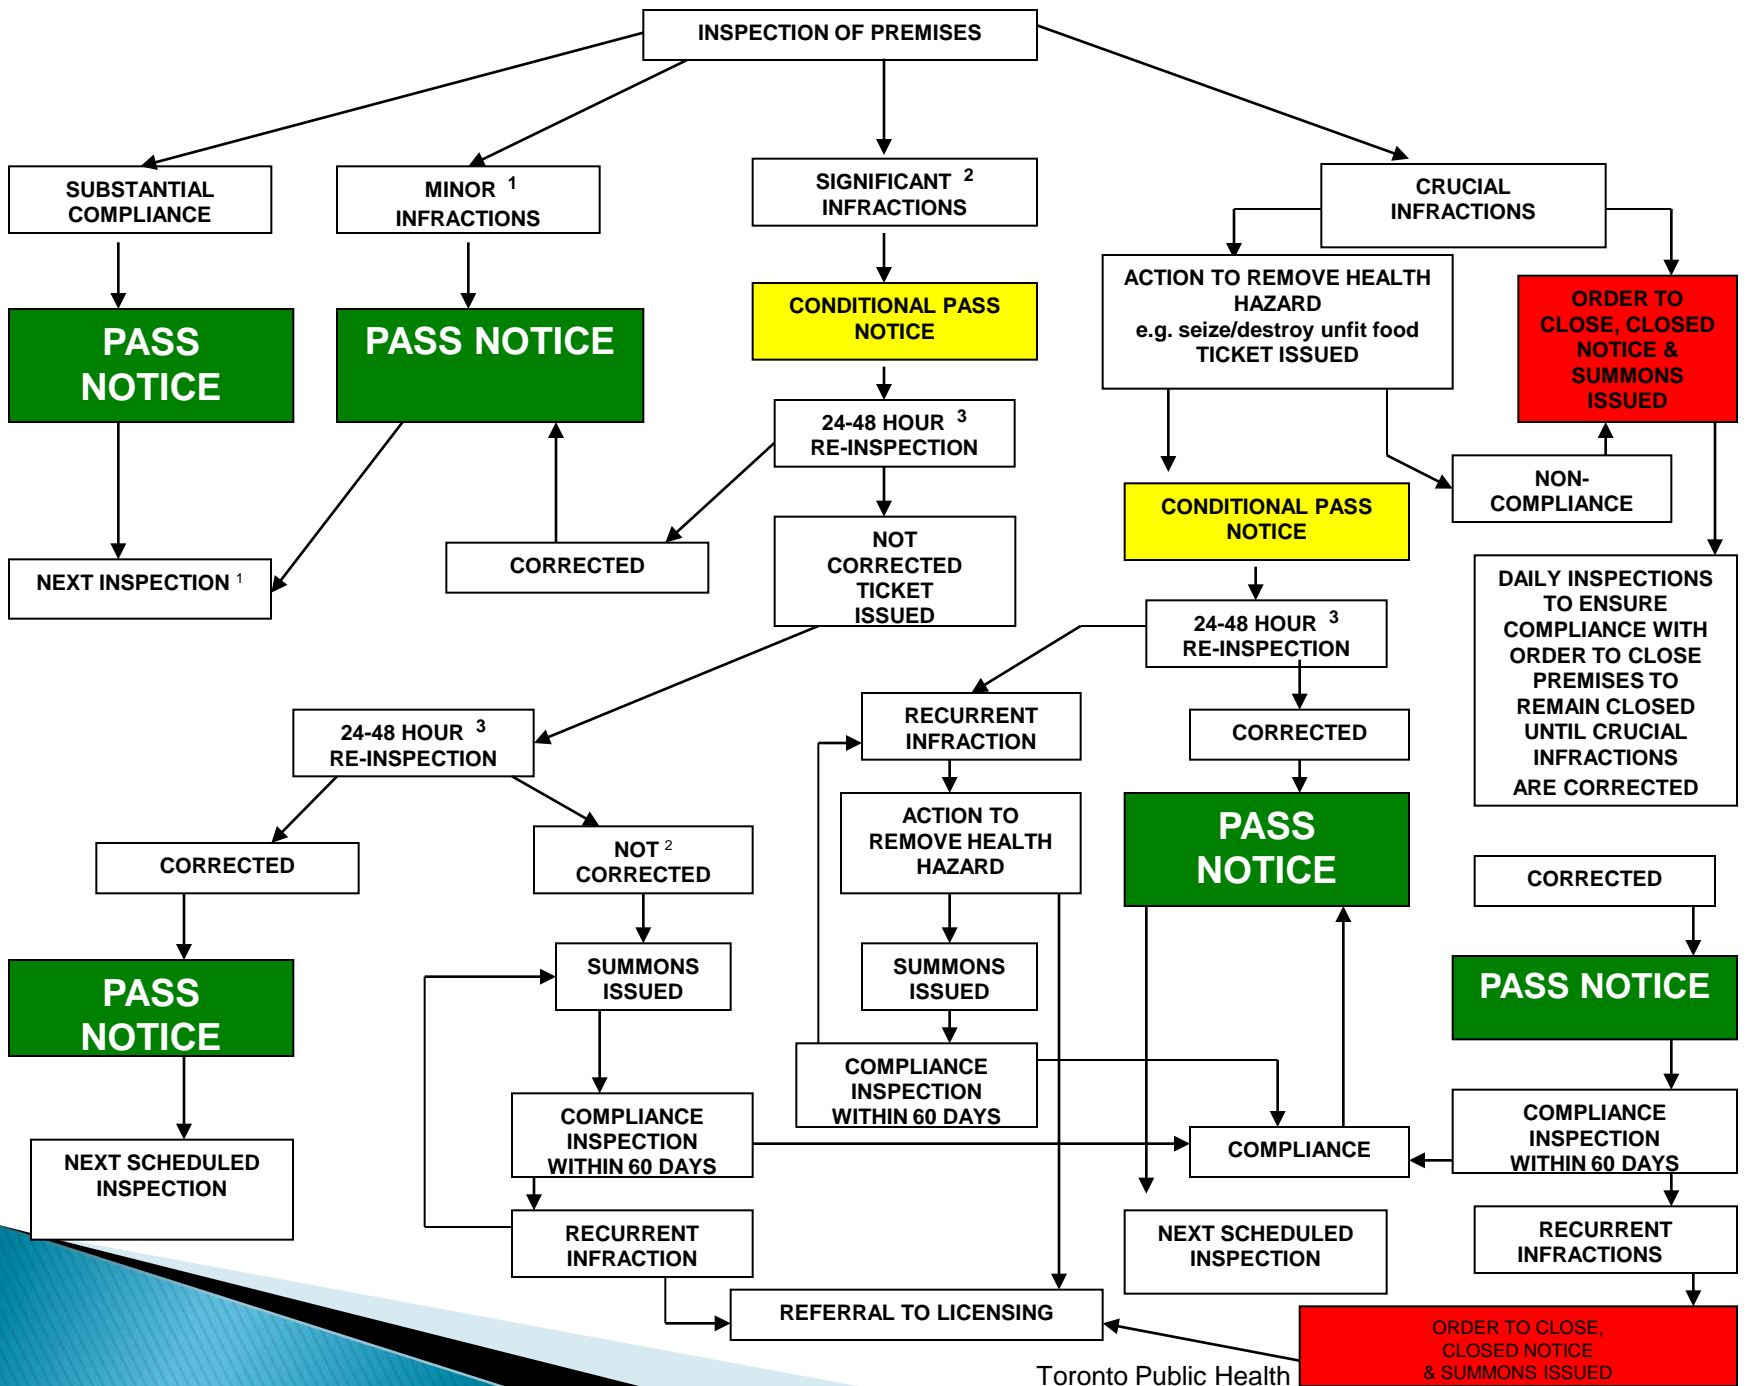 INSPECTION OF PREMISES
SUBSTANTIAL
COMPLIANCE
MINOR 1
INFRACTIONS
SIGNIFICANT 2
INFRACTIONS
CRUCIAL
INFRACTIONS
PASS
NOTICE
PASS NOTICE
CONDITIONAL PASS
NOTICE
ACTION TO REMOVE HEALTH
HAZARD
e.g. seize/destroy unfit food
TICKET ISSUED
ORDER TO
CLOSE, CLOSED
NOTICE &
SUMMONS
ISSUED
24-48 HOUR 3
RE-INSPECTION
NON-
COMPLIANCE
CONDITIONAL PASS
NOTICE
NEXT INSPECTION 1
CORRECTED
NOT
CORRECTED
TICKET
ISSUED
DAILY INSPECTIONS
TO ENSURE
COMPLIANCE WITH
ORDER TO CLOSE
PREMISES TO
REMAIN CLOSED
UNTIL CRUCIAL
INFRACTIONS
ARE CORRECTED
24-48 HOUR 3
RE-INSPECTION
24-48 HOUR 3
RE-INSPECTION
RECURRENT
INFRACTION
CORRECTED
CORRECTED
NOT 2
CORRECTED
ACTION TO
REMOVE HEALTH
HAZARD
PASS
NOTICE
CORRECTED
PASS
NOTICE
SUMMONS
ISSUED
SUMMONS
ISSUED
PASS NOTICE
COMPLIANCE
INSPECTION
WITHIN 60 DAYS
COMPLIANCE
INSPECTION
WITHIN 60 DAYS
COMPLIANCE
COMPLIANCE
INSPECTION
WITHIN 60 DAYS
NEXT SCHEDULED
INSPECTION
RECURRENT
INFRACTION
NEXT SCHEDULED
INSPECTION
RECURRENT
INFRACTIONS
REFERRAL TO LICENSING
ORDER TO CLOSE,
CLOSED NOTICE
& SUMMONS ISSUED
Toronto Public Health